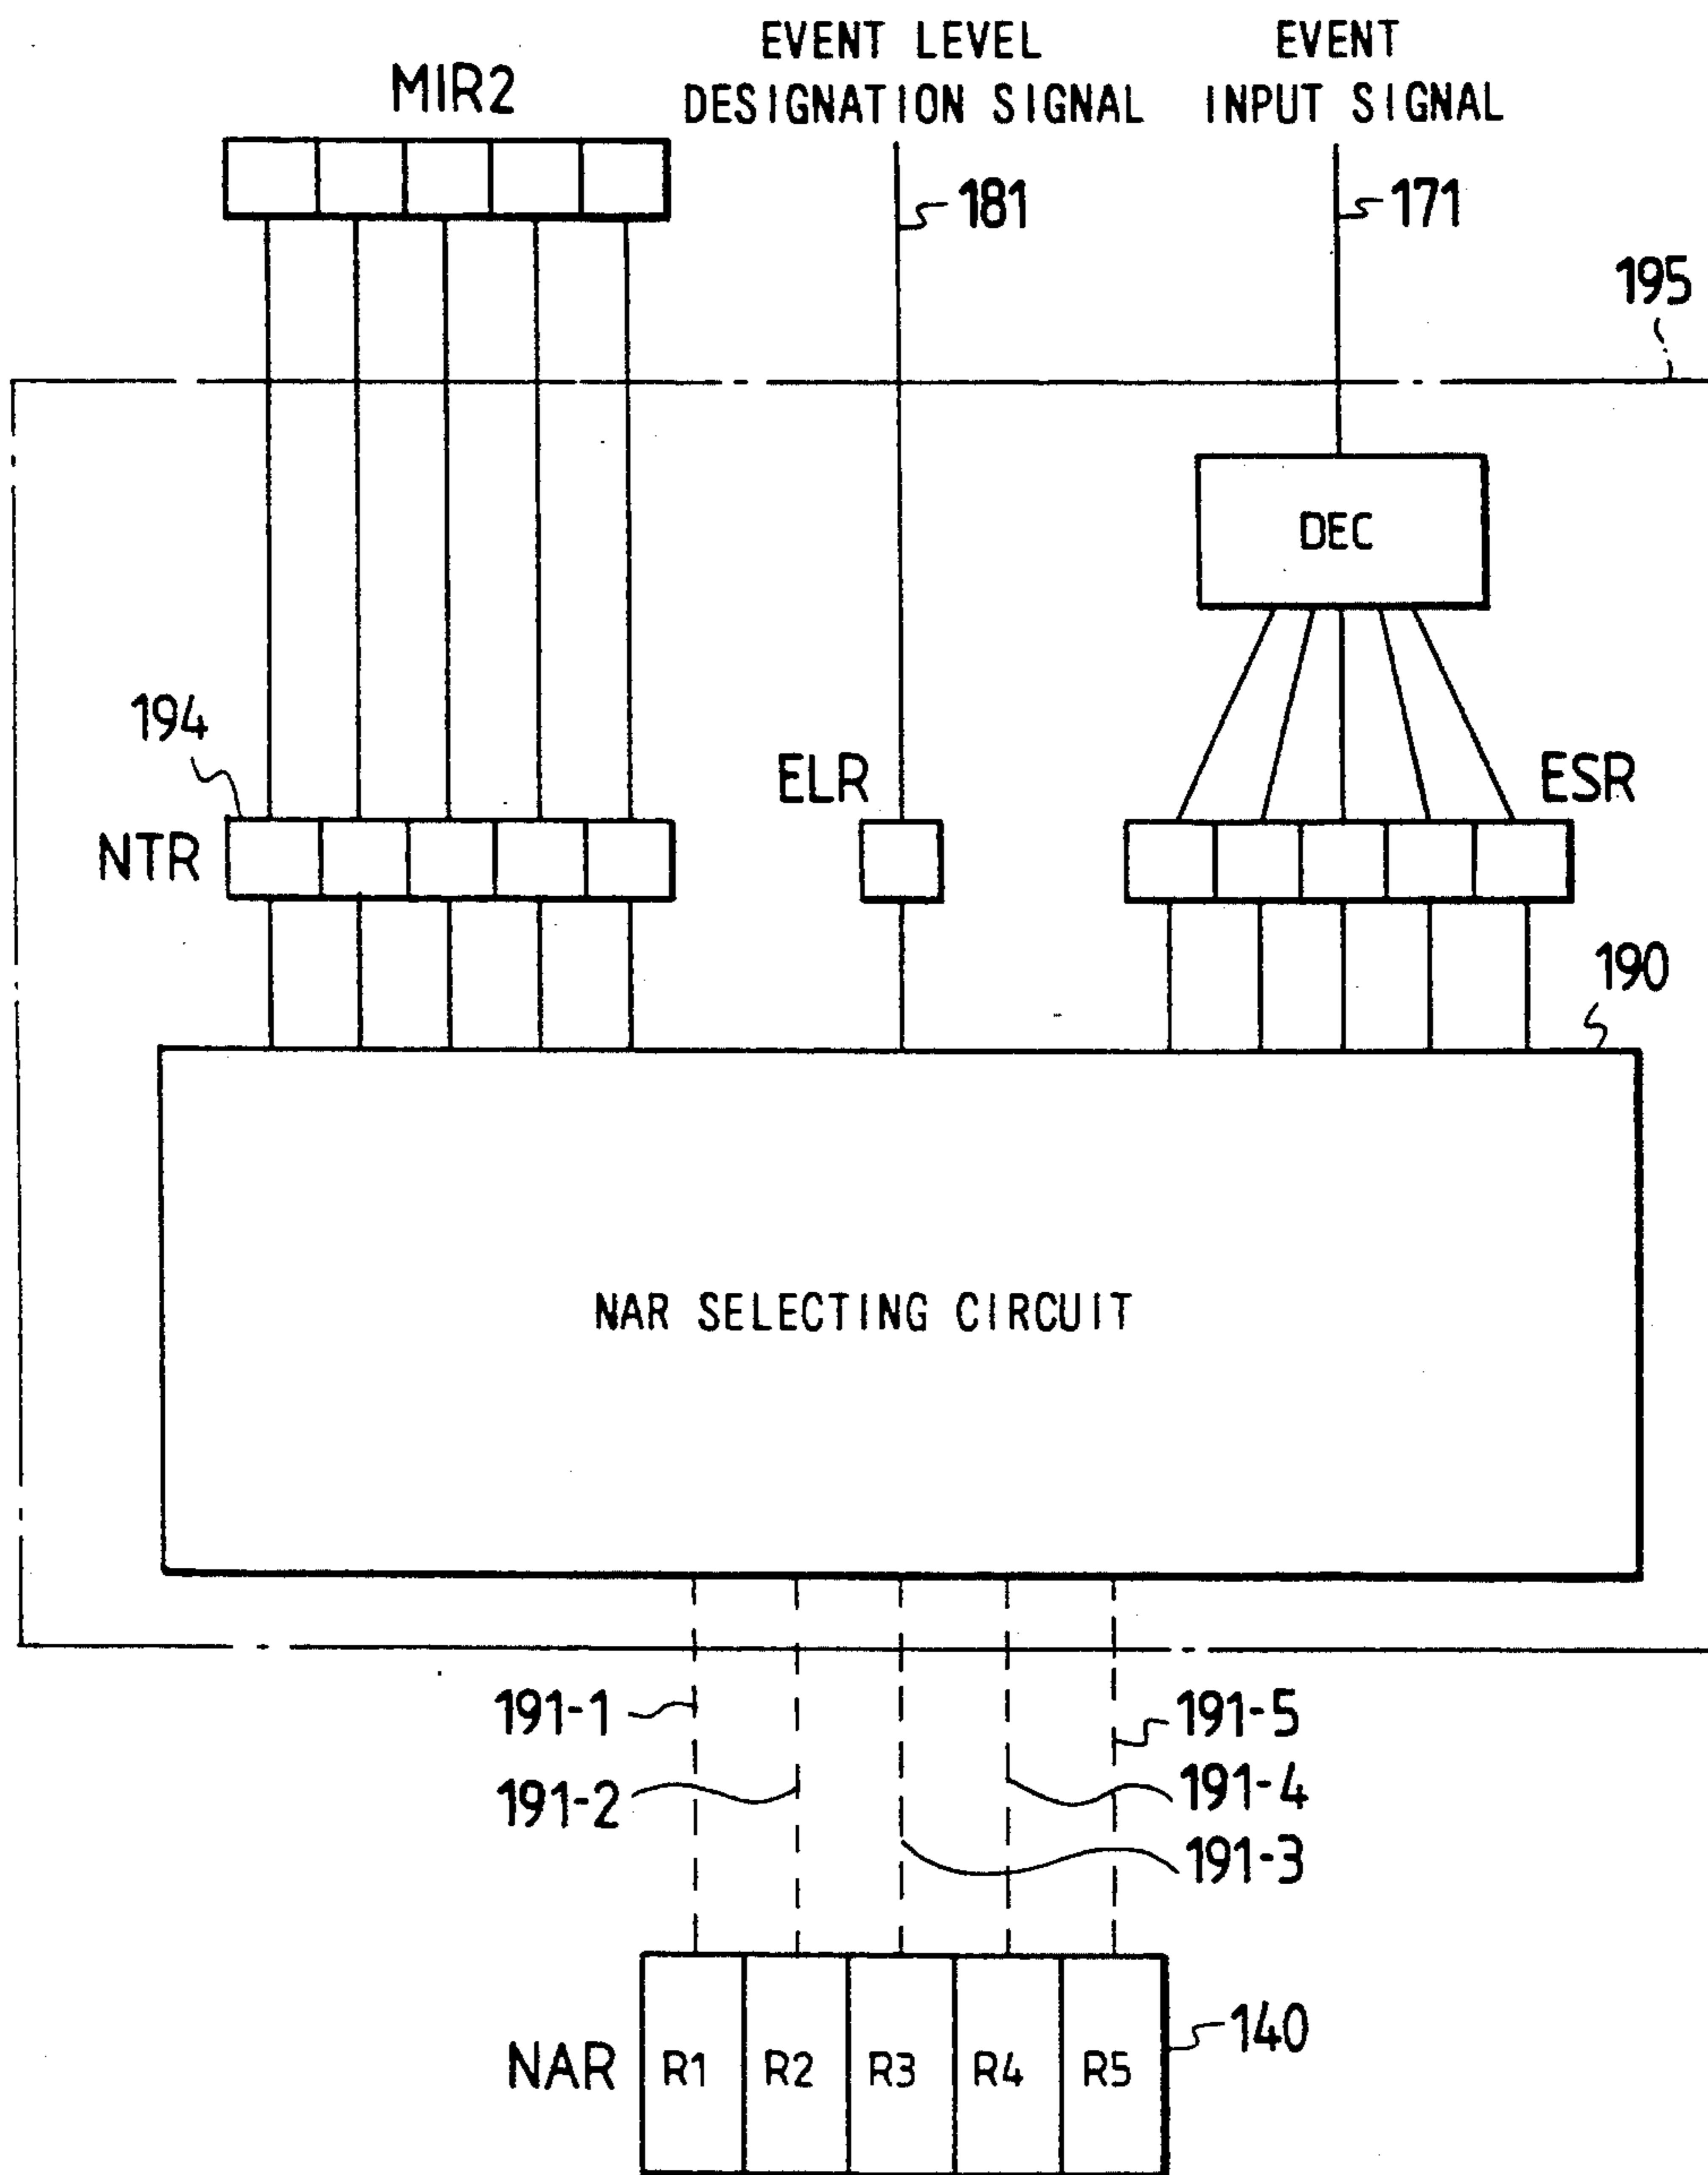 EVENT LEVEL
DESIGNATION SIGNAL
EVENT
INPUT SIGNAL
MIR2
181
171
195
DEC
194
NTR
ELR
ESR
190
NAR SELECTING CIRCUIT
191-1
191-5
191-2
191-4
191-3
NAR
R1
R2
R3
R4
R5
140